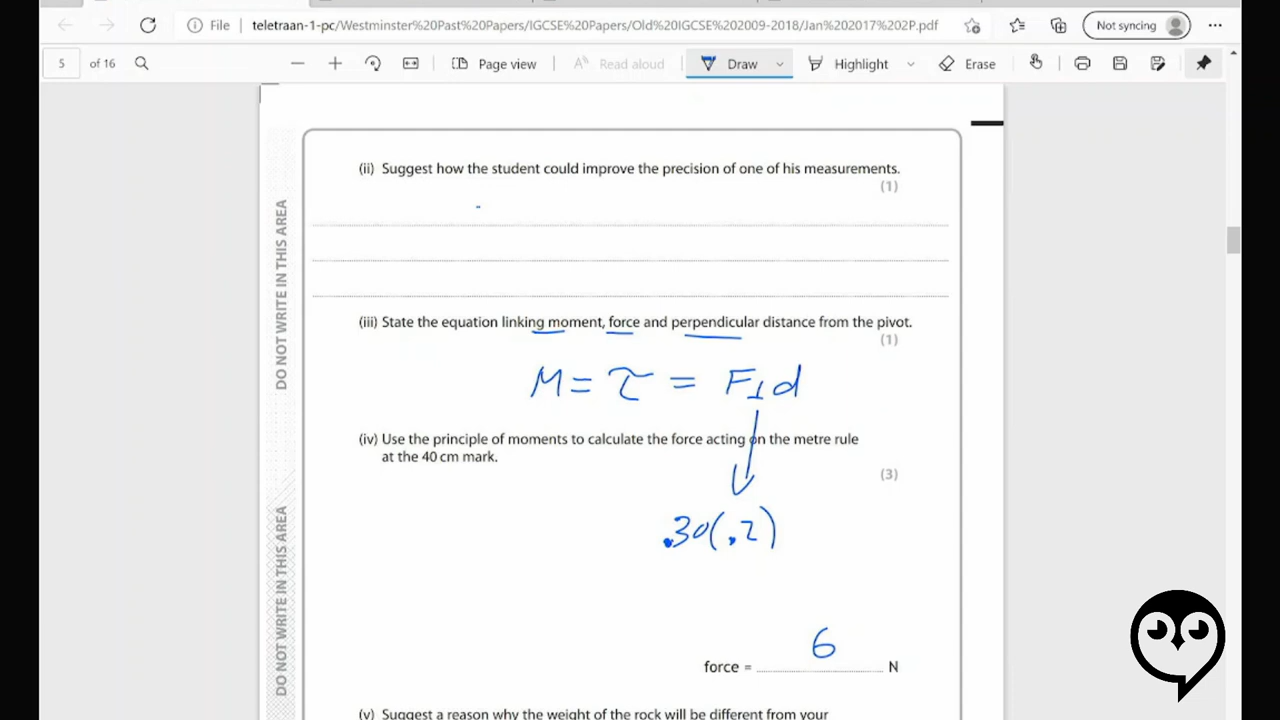 File teletraan-1-pc/Westminster%20Past%20Papers/IGCSE%20Papers/Old%20IGCSE%202009-2018/Jan%202017%202P.pdf Not syncing
5 of 16 Page view Read aloud Draw Highlight Erase
(ii) Suggest how the student could improve the precision of one of his measurements.
(1)
(iii) State the equation linking moment, force and perpendicular distance from the pivot.
(1)
M = τ = F⊥d
(iv) Use the principle of moments to calculate the force acting on the metre rule
at the 40 cm mark.
(3)
.30(.2)
6
force = N
(v) Suggest a reason why the weight of the rock will be different from your
DO NOT WRITE IN THIS AREA
DO NOT WRITE IN THIS AREA